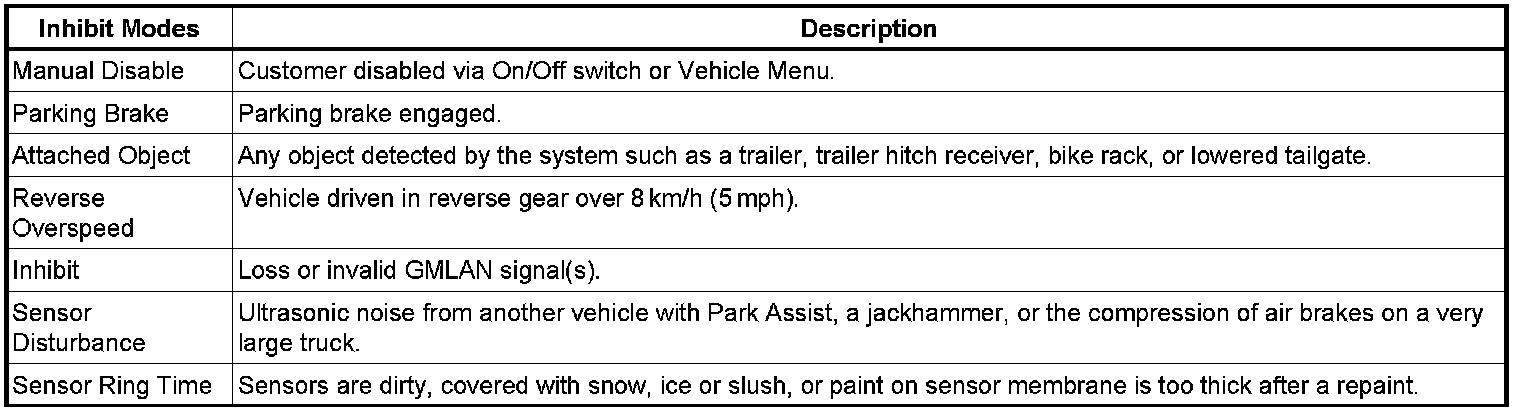 Inhibit Modes Description
Manual Disable Customer disabled via On/Off switch or Vehicle Menu.
Parking Brake Parking brake engaged.
Attached Object Any object detected by the system such as a trailer, trailer hitch receiver, bike rack, or lowered tailgate.
Reverse Vehicle driven in reverse gear over 8 km/h (5 mph).
Overspeed
Inhibit Loss or invalid GMLAN signal(s).
Sensor Ultrasonic noise from another vehicle with Park Assist, a jackhammer, or the compression of air brakes on a very
Disturbance large truck.
Sensor Ring Time Sensors are dirty, covered with snow, ice or slush, or paint on sensor membrane is too thick after a repaint.